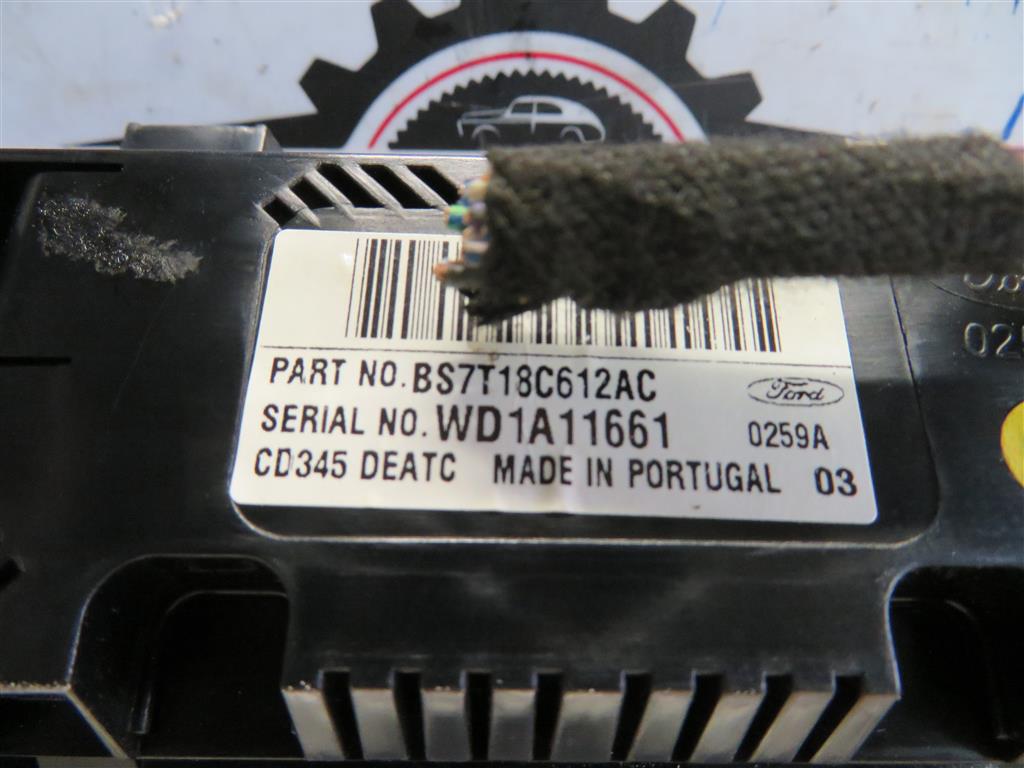 PART NO. BS7T18C612AC
Ford
SERIAL NO. WD1A11661
0259A
CD345 DEATC MADE IN PORTUGAL 03